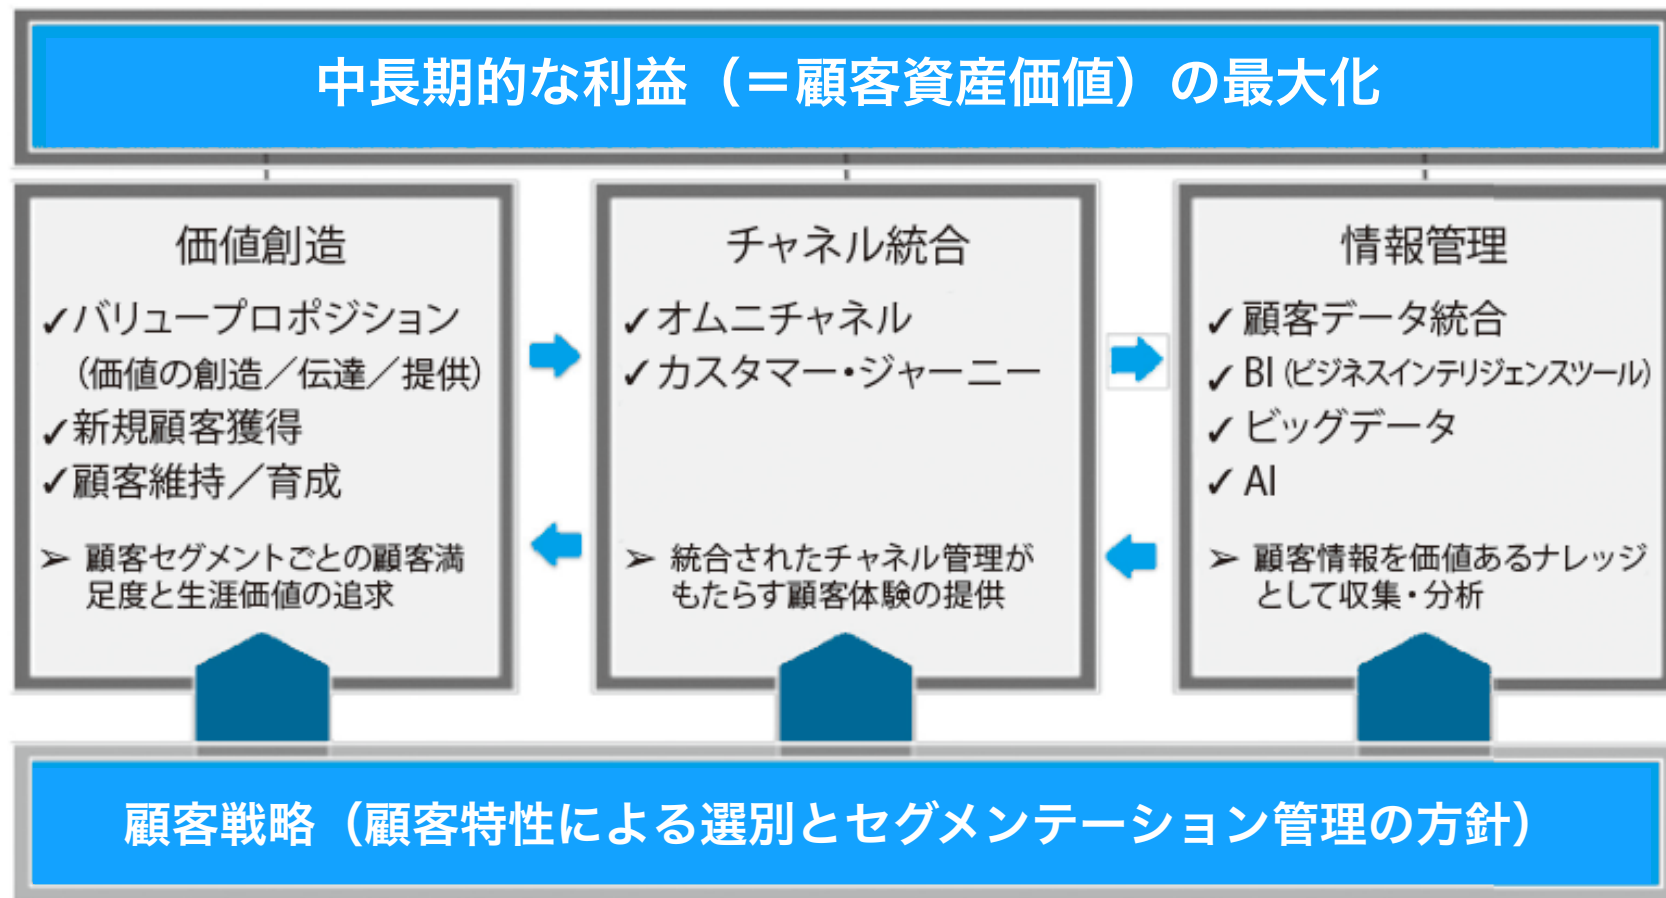 中長期的な利益（＝顧客資産価値）の最大化
価値創造
✓バリュープロポジション
（価値の創造／伝達／提供）
✓新規顧客獲得
✓顧客維持／育成
➢ 顧客セグメントごとの顧客満
足度と生涯価値の追求
チャネル統合
✓オムニチャネル
✓カスタマー・ジャーニー
➢ 統合されたチャネル管理が
もたらす顧客体験の提供
情報管理
✓ 顧客データ統合
✓ BI（ビジネスインテリジェンスツール）
✓ ビッグデータ
✓ AI
➢ 顧客情報を価値あるナレッジ
として収集・分析
顧客戦略（顧客特性による選別とセグメンテーション管理の方針）